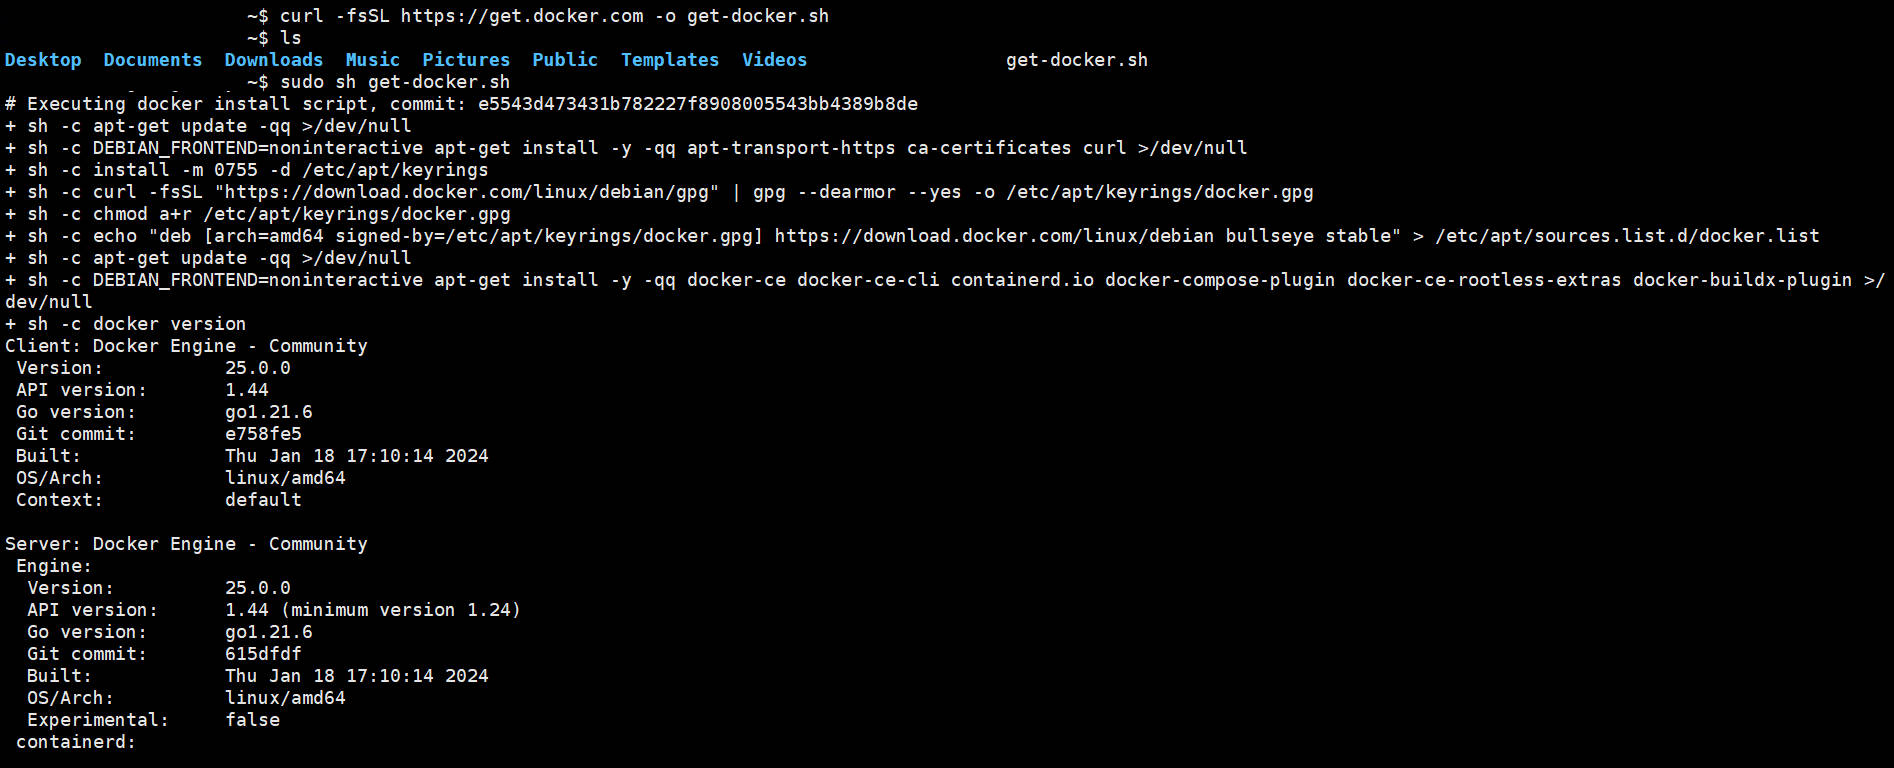 ~$ curl -fsSL https://get.docker.com -o get-docker.sh
~$ ls
Desktop  Documents  Downloads  Music  Pictures  Public  Templates  Videos                  get-docker.sh
~$ sudo sh get-docker.sh
# Executing docker install script, commit: e5543d473431b782227f8908005543bb4389b8de
+ sh -c apt-get update -qq >/dev/null
+ sh -c DEBIAN_FRONTEND=noninteractive apt-get install -y -qq apt-transport-https ca-certificates curl >/dev/null
+ sh -c install -m 0755 -d /etc/apt/keyrings
+ sh -c curl -fsSL "https://download.docker.com/linux/debian/gpg" | gpg --dearmor --yes -o /etc/apt/keyrings/docker.gpg
+ sh -c chmod a+r /etc/apt/keyrings/docker.gpg
+ sh -c echo "deb [arch=amd64 signed-by=/etc/apt/keyrings/docker.gpg] https://download.docker.com/linux/debian bullseye stable" > /etc/apt/sources.list.d/docker.list
+ sh -c apt-get update -qq >/dev/null
+ sh -c DEBIAN_FRONTEND=noninteractive apt-get install -y -qq docker-ce docker-ce-cli containerd.io docker-compose-plugin docker-ce-rootless-extras docker-buildx-plugin >/
dev/null
+ sh -c docker version
Client: Docker Engine - Community
 Version:           25.0.0
 API version:       1.44
 Go version:        go1.21.6
 Git commit:        e758fe5
 Built:             Thu Jan 18 17:10:14 2024
 OS/Arch:           linux/amd64
 Context:           default

Server: Docker Engine - Community
 Engine:
  Version:          25.0.0
  API version:      1.44 (minimum version 1.24)
  Go version:       go1.21.6
  Git commit:       615dfdf
  Built:            Thu Jan 18 17:10:14 2024
  OS/Arch:          linux/amd64
  Experimental:     false
 containerd: